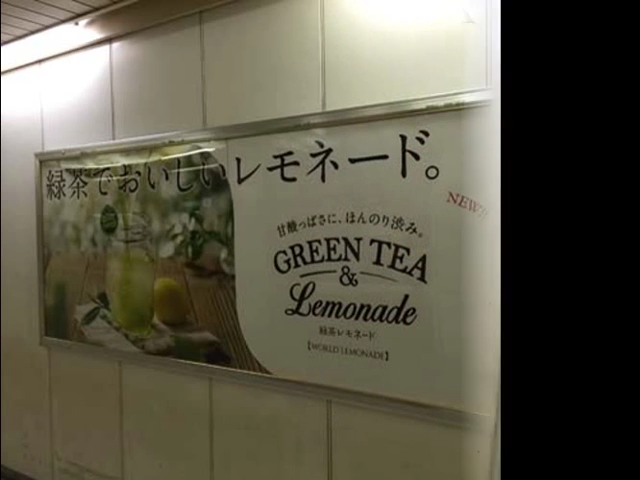 緑茶でおいしいレモネード。
NEW!!
甘酸っぱさに、ほんのり渋み。
GREEN TEA
&
Lemonade
緑茶レモネード
【WORLD LEMONADE】